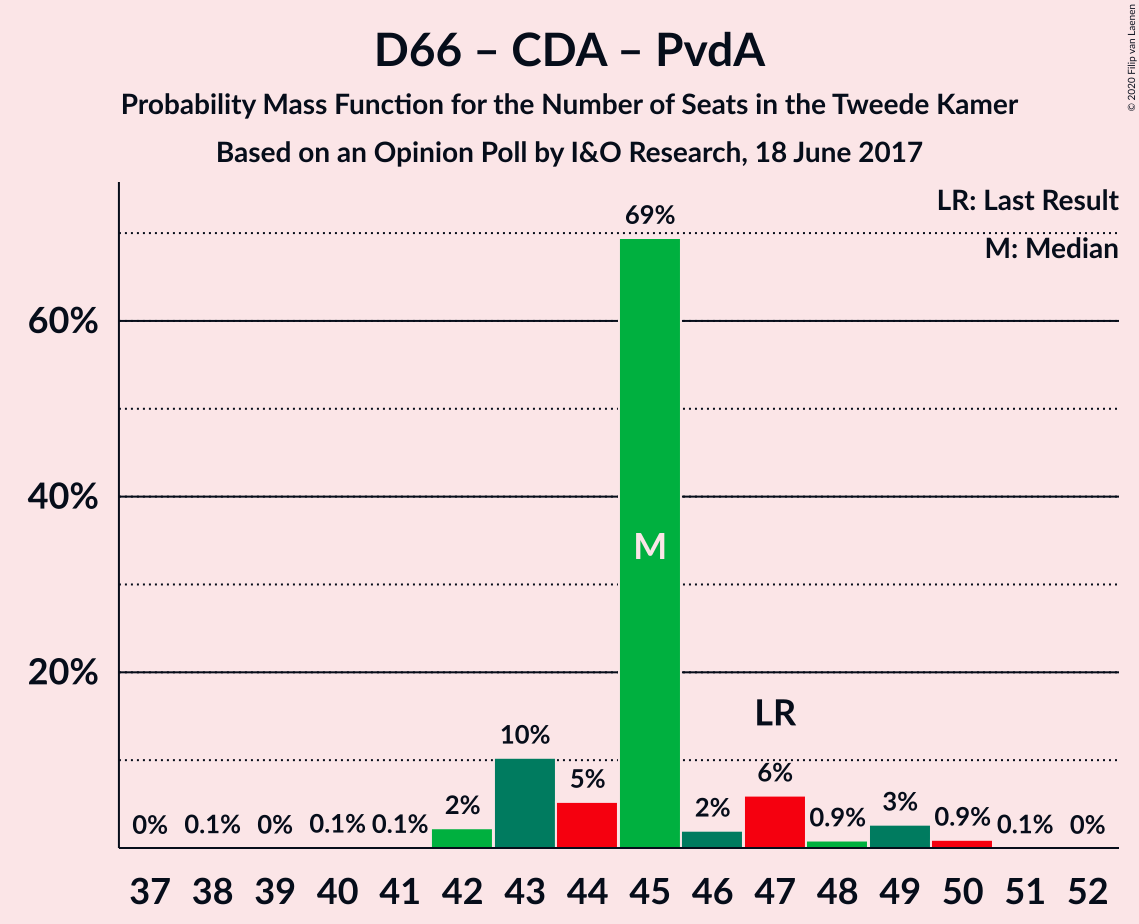 D66 – CDA – PvdA
Probability Mass Function for the Number of Seats in the Tweede Kamer
Based on an Opinion Poll by I&O Research, 18 June 2017
© 2020 Filip van Laenen
LR: Last Result
M: Median
60%
40%
20%
0%
0.1%
0%
0.1%
0.1%
2%
10%
5%
69%
M
2%
LR
6%
0.9%
3%
0.9%
0.1%
0%
37 38 39 40 41 42 43 44 45 46 47 48 49 50 51 52